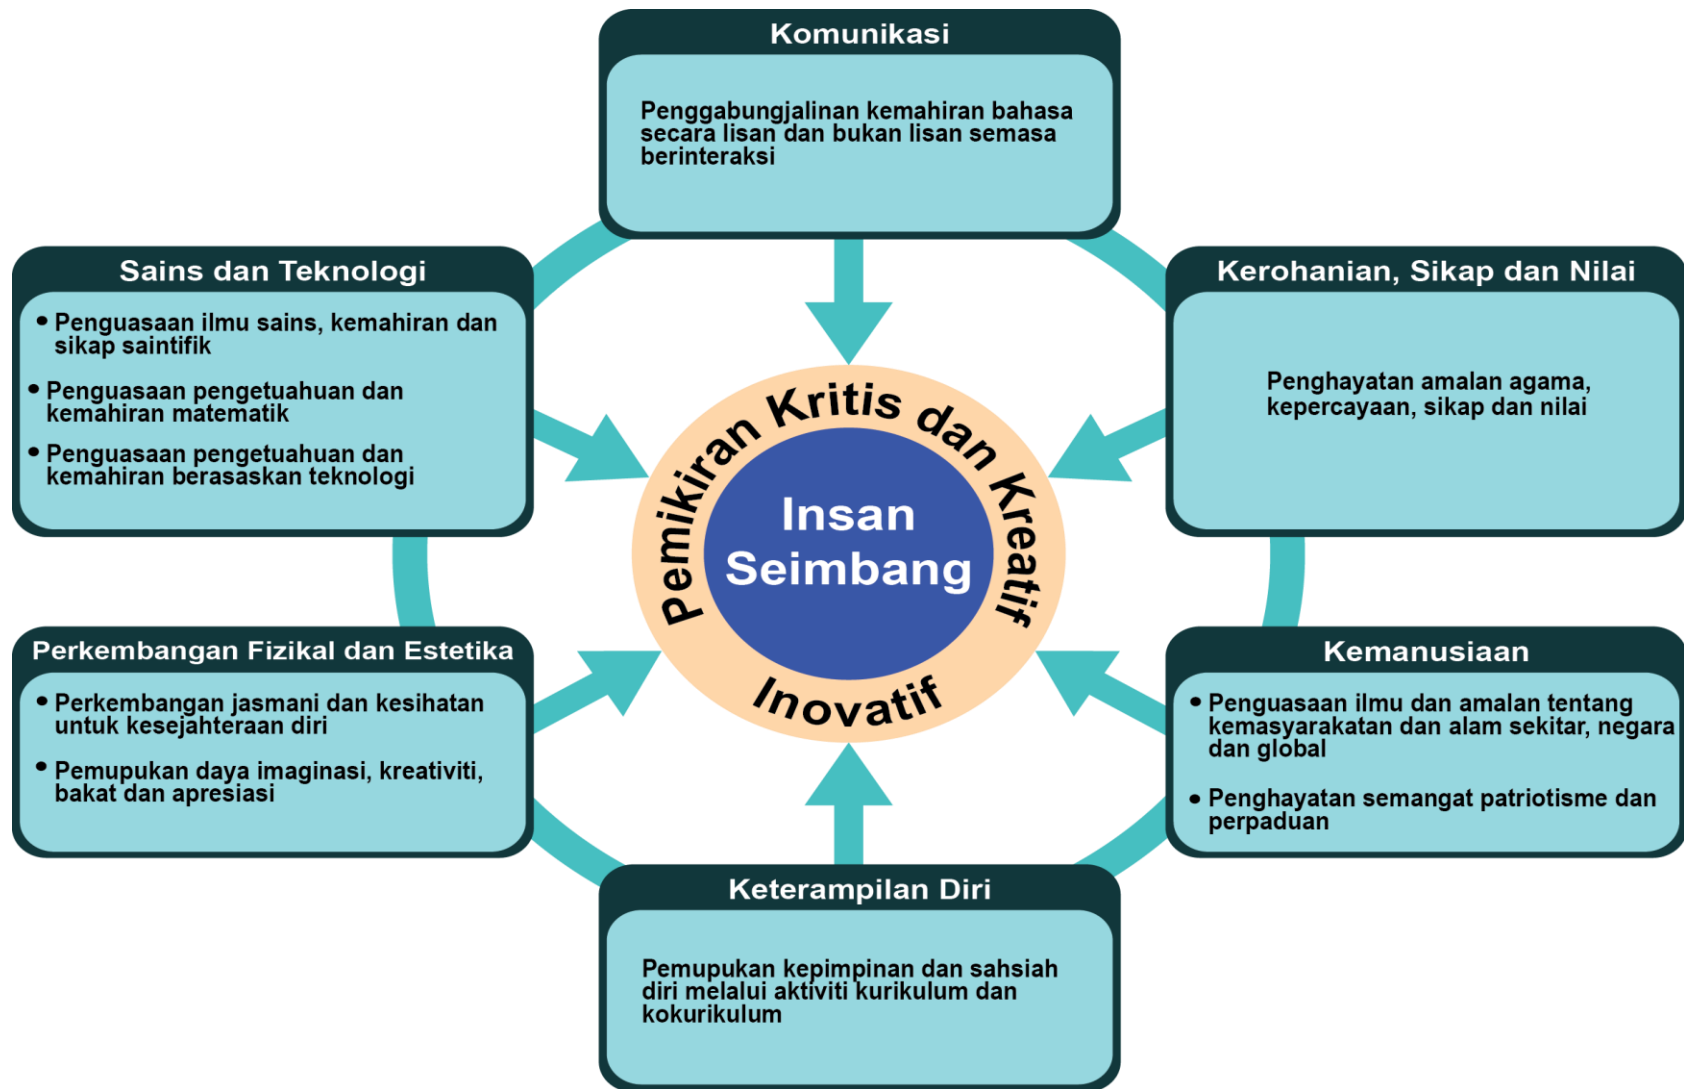 Komunikasi
Penggabungjalinan kemahiran bahasa
secara lisan dan bukan lisan semasa
berinteraksi
Sains dan Teknologi
• Penguasaan ilmu sains, kemahiran dan
sikap saintifik
• Penguasaan pengetuahuan dan
kemahiran matematik
• Penguasaan pengetuahuan dan
kemahiran berasaskan teknologi
Kerohanian, Sikap dan Nilai
Penghayatan amalan agama,
kepercayaan, sikap dan nilai
Pemikiran Kritis dan Kreatif
Insan
Seimbang
Inovatif
Perkembangan Fizikal dan Estetika
• Perkembangan jasmani dan kesihatan
untuk kesejahteraan diri
• Pemupukan daya imaginasi, kreativiti,
bakat dan apresiasi
Kemanusiaan
• Penguasaan ilmu dan amalan tentang
kemasyarakatan dan alam sekitar, negara
dan global
• Penghayatan semangat patriotisme dan
perpaduan
Keterampilan Diri
Pemupukan kepimpinan dan sahsiah
diri melalui aktiviti kurikulum dan
kokurikulum